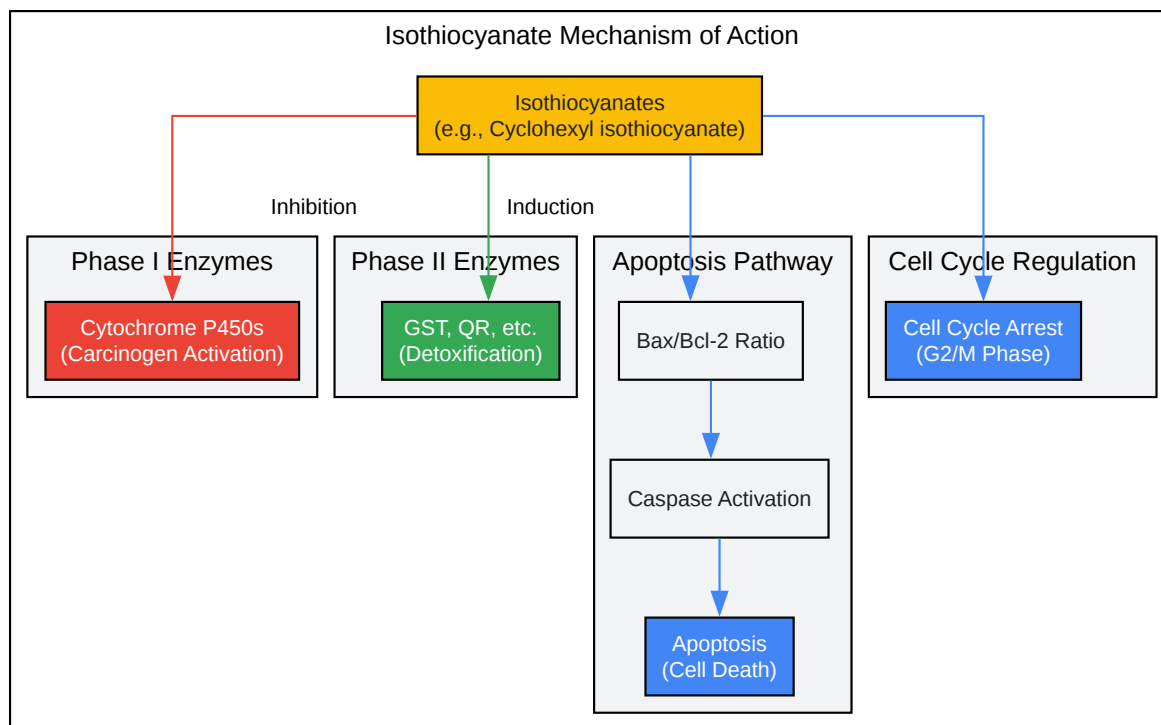 Isothiocyanate Mechanism of Action
Isothiocyanates
(e.g., Cyclohexyl isothiocyanate)
Inhibition
Induction
Phase I Enzymes
Cytochrome P450s
(Carcinogen Activation)
Phase II Enzymes
GST, QR, etc.
(Detoxification)
Apoptosis Pathway
Bax/Bcl-2 Ratio
Caspase Activation
Apoptosis
(Cell Death)
Cell Cycle Regulation
Cell Cycle Arrest
(G2/M Phase)